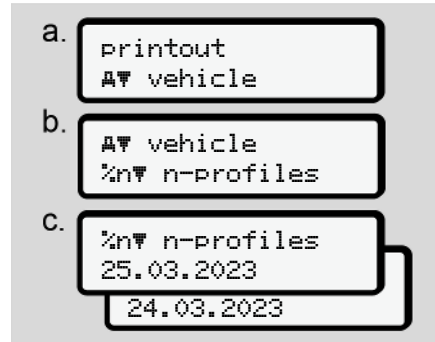 a.
printout
A▼ vehicle
b.
A▼ vehicle
%n▼ n-profiles
c.
%n▼ n-profiles
25.03.2023
24.03.2023